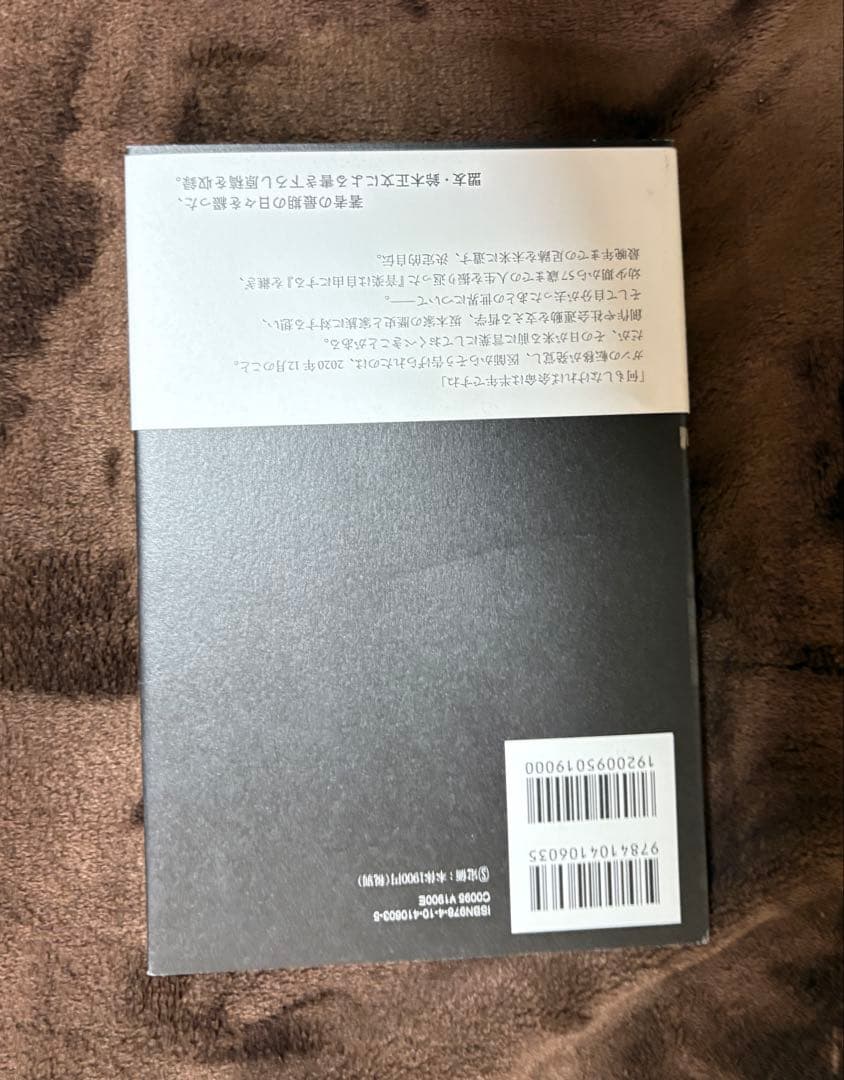 「何もしなければ余命は半年ですね」
ガンの転移が発覚し、医師からそう告げられたのは、2020年12月のこと。
だが、その日が来る前に言葉にしておくべきことがある。
創作や社会運動を支える哲学、坂本家の歴史と家族に対する想い、
そして自分が去ったあとの世界について——。
幼少期から57歳までの人生を振り返った『音楽は自由にする』を継ぎ、
最晩年までの足跡を未来に遺す、決定的自伝。
著者の最期の日々を綴った、
盟友・鈴木正文による書き下ろし原稿を収録。
9784104106035
1920095019000
ISBN978-4-10-410603-5
C0095 ¥1900E
定価：本体1900円（税別）